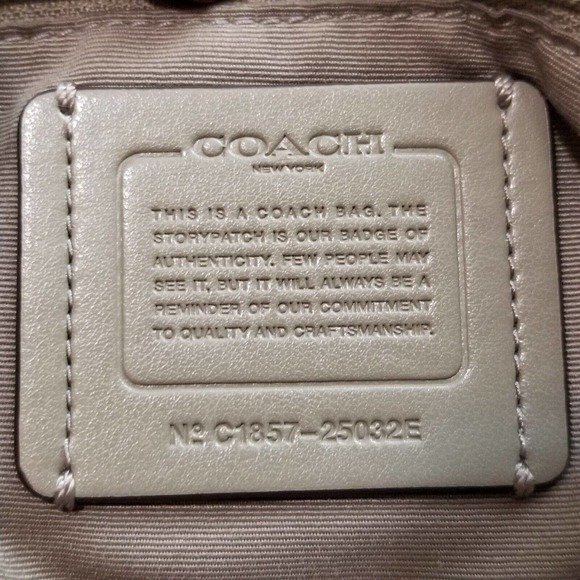 COACH
NEW YORK
THIS IS A COACH BAG. THE
STORYPATCH IS OUR BADGE OF
AUTHENTICITY. FEW PEOPLE MAY
SEE IT, BUT IT WILL ALWAYS BE A
REMINDER OF OUR COMMITMENT
TO QUALITY AND CRAFTSMANSHIP.
Nº C1857-25032E